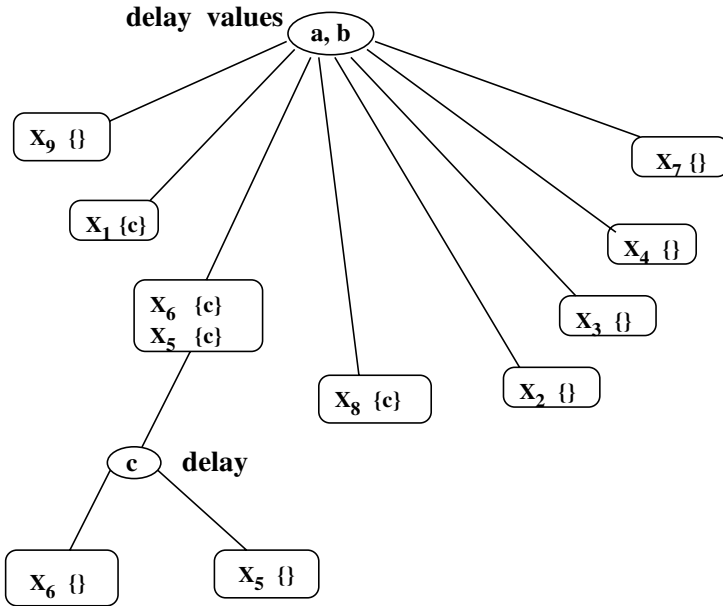 delay values
a, b
X9 {}
X7 {}
X1 {c}
X4 {}
X6 {c}
X5 {c}
X3 {}
X8 {c}
X2 {}
c
delay
X6 {}
X5 {}